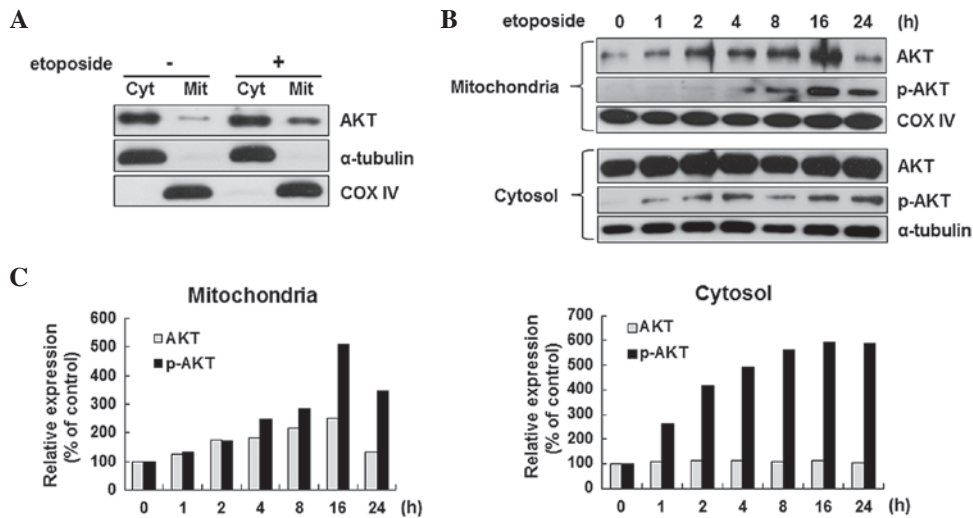 A
etoposide - +
Cyt Mit Cyt Mit
AKT
α-tubulin
COX IV
B
etoposide 0 1 2 4 8 16 24 (h)
Mitochondria
AKT
p-AKT
COX IV
Cytosol
AKT
p-AKT
α-tubulin
C
Mitochondria
Relative expression
(% of control)
600
500
400
300
200
100
0
AKT
p-AKT
0 1 2 4 8 16 24 (h)
Cytosol
Relative expression
(% of control)
700
600
500
400
300
200
100
0
AKT
p-AKT
0 1 2 4 8 16 24 (h)